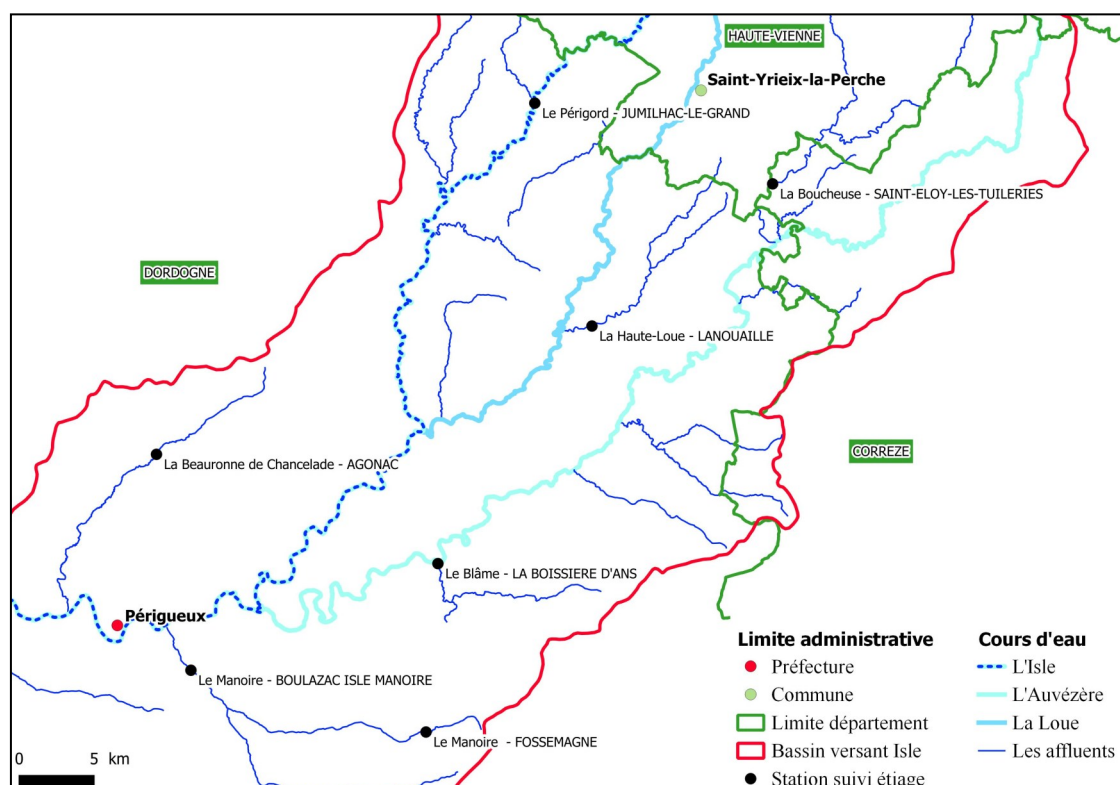 HAUTE-VIENNE
Saint-Yrieix-la-Perche
Le Périgord - JUMILHAC-LE-GRAND
La Boucheuse - SAINT-ELOY-LES-TUILERIES
DORDOGNE
La Haute-Loue - LANOUAILLE
La Beauronne de Chancelade - AGONAC
CORREZE
Le Blâme - LA BOISSIERE D'ANS
Périgueux
Le Manoire - BOULAZAC ISLE MANOIRE
Le Manoire - FOSSEMAGNE
0 5 km
Limite administrative
Préfecture
Commune
Limite département
Bassin versant Isle
Station suivi étiage
Cours d'eau
L'Isle
L'Auvézère
La Loue
Les affluents